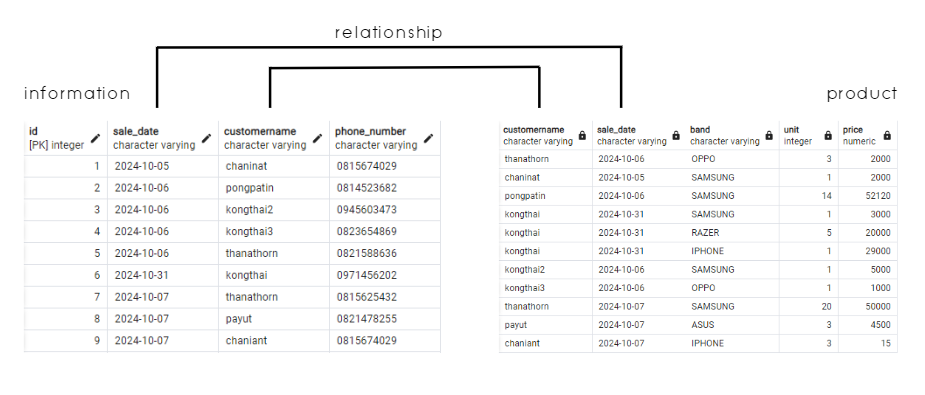 relationship
information
product
id sale_date customername phone_number
[PK] integer character varying character varying character varying
1 2024-10-05 chaninat 0815674029
2 2024-10-06 pongpatin 0814523682
3 2024-10-06 kongthai2 0945603473
4 2024-10-06 kongthai3 0823654869
5 2024-10-06 thanathorn 0821588636
6 2024-10-31 kongthai 0971456202
7 2024-10-07 thanathorn 0815625432
8 2024-10-07 payut 0821478255
9 2024-10-07 chaniant 0815674029
customername sale_date band unit price
character varying character varying character varying integer numeric
thanathorn 2024-10-06 OPPO 3 2000
chaninat 2024-10-05 SAMSUNG 1 2000
pongpatin 2024-10-06 SAMSUNG 14 52120
kongthai 2024-10-31 SAMSUNG 1 3000
kongthai 2024-10-31 RAZER 5 20000
kongthai 2024-10-31 IPHONE 1 29000
kongthai2 2024-10-06 SAMSUNG 1 5000
kongthai3 2024-10-06 OPPO 1 1000
thanathorn 2024-10-07 SAMSUNG 20 50000
payut 2024-10-07 ASUS 3 4500
chaniant 2024-10-07 IPHONE 3 15